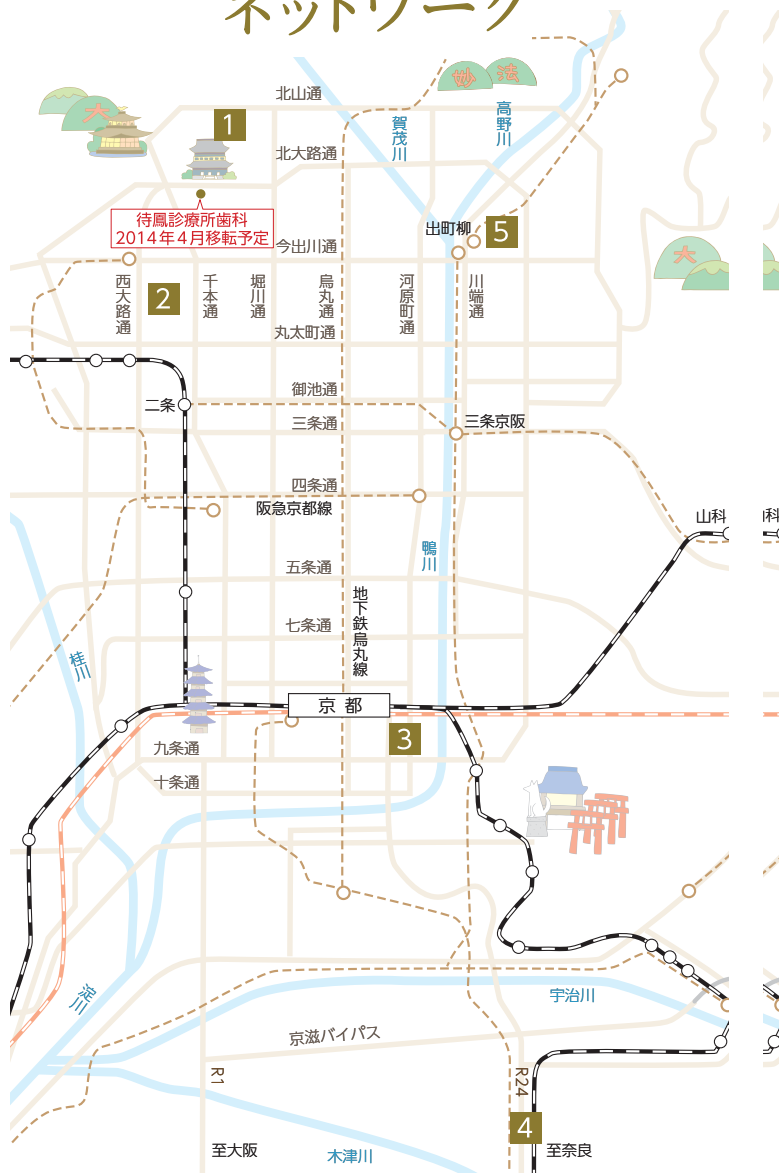 ネットワーク
妙 法
北山通
大
1
賀茂川
高野川
北大路通
待鳳診療所歯科
2014年4月移転予定
出町柳
5
今出川通
大
西大路通
2
千本通
堀川通
烏丸通
河原町通
川端通
丸太町通
御池通
二条
三条通
三条京阪
四条通
阪急京都線
山科
科
鴨川
五条通
地下鉄烏丸線
七条通
桂川
京都
3
九条通
十条通
淀川
宇治川
京滋バイパス
R1
R24
4
至大阪
木津川
至奈良